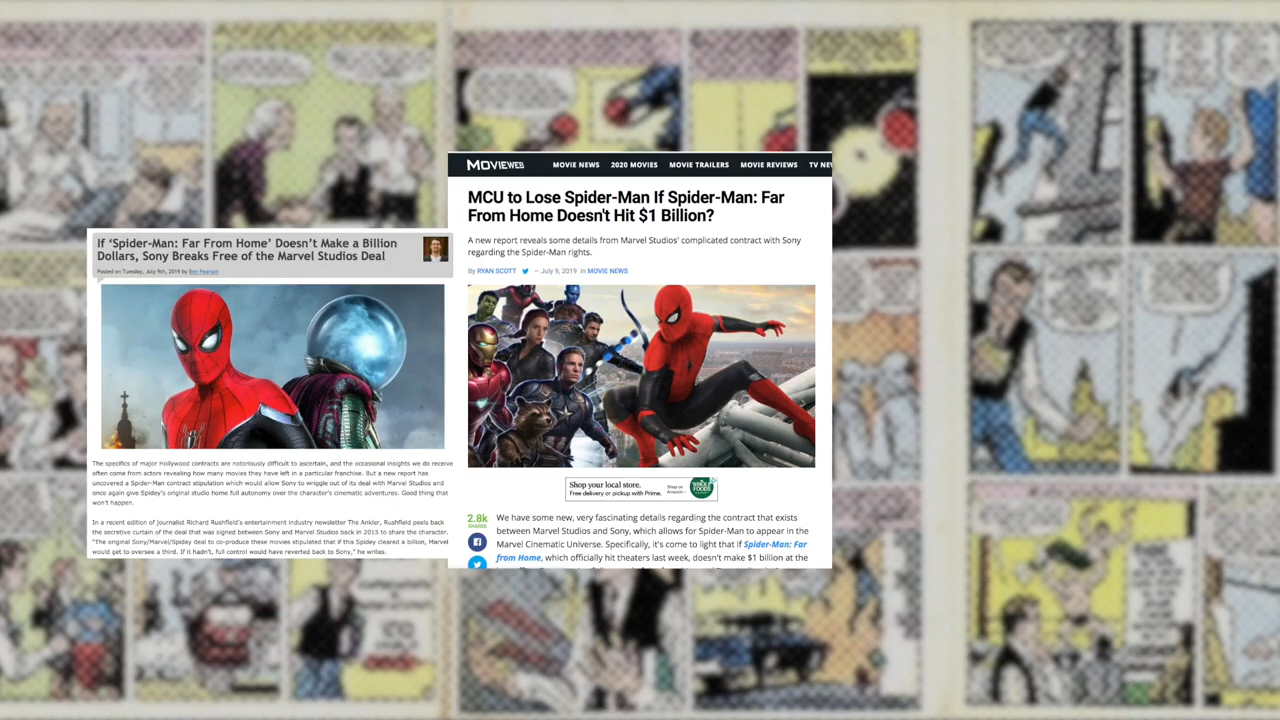 If ‘Spider-Man: Far From Home’ Doesn’t Make a Billion
Dollars, Sony Breaks Free of the Marvel Studios Deal
Posted on Tuesday, July 9th, 2019 by Ben Pearson
The specifics of major Hollywood contracts are notoriously difficult to ascertain, and the occasional insights we do receive
often come from actors revealing how many movies they have left in a particular franchise. But a new report has
uncovered a Spider-Man contract stipulation which would allow Sony to wriggle out of its deal with Marvel Studios and
once again give Spidey's original studio home full autonomy over the character's cinematic adventures. Good thing that
won't happen.
In a recent edition of journalist Richard Rushfield's entertainment industry newsletter The Ankler, Rushfield peels back
the secretive curtain of the deal that was signed between Sony and Marvel Studios back in 2015 to share the character.
"The original Sony/Marvel/Spidey deal to co-produce these movies stipulated that if this Spidey cleared a billion, Marvel
would get to oversee a third. If it hadn't, full control would have reverted back to Sony," he writes.
MOVIEWEB MOVIE NEWS 2020 MOVIES MOVIE TRAILERS MOVIE REVIEWS TV NE
MCU to Lose Spider-Man If Spider-Man: Far
From Home Doesn't Hit $1 Billion?
A new report reveals some details from Marvel Studios' complicated contract with Sony
regarding the Spider-Man rights.
By RYAN SCOTT — July 9, 2019 in MOVIE NEWS
Shop your local store.
Free delivery or pickup with Prime.
Shop on
Amazon
WHOLE FOODS MARKET
2.8k
SHARES
We have some new, very fascinating details regarding the contract that exists
between Marvel Studios and Sony, which allows for Spider-Man to appear in the
Marvel Cinematic Universe. Specifically, it's come to light that if Spider-Man: Far
from Home, which officially hit theaters last week, doesn't make $1 billion at the